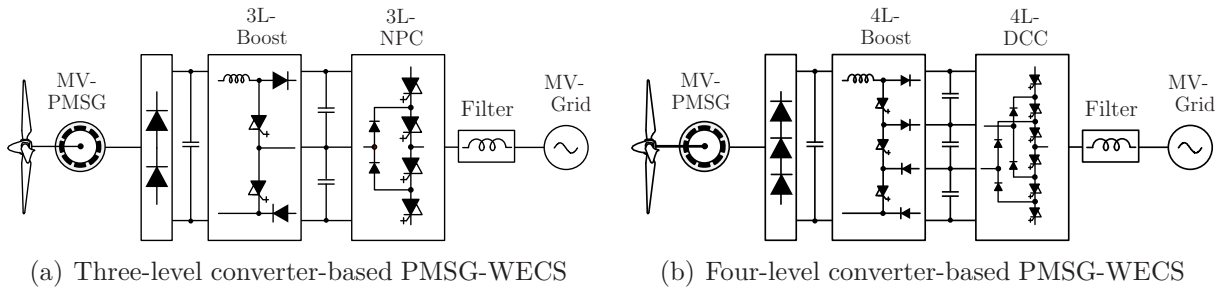 3L-
Boost
3L-
NPC
MV-
PMSG
Filter
MV-
Grid
(a) Three-level converter-based PMSG-WECS
4L-
Boost
4L-
DCC
MV-
PMSG
Filter
MV-
Grid
(b) Four-level converter-based PMSG-WECS